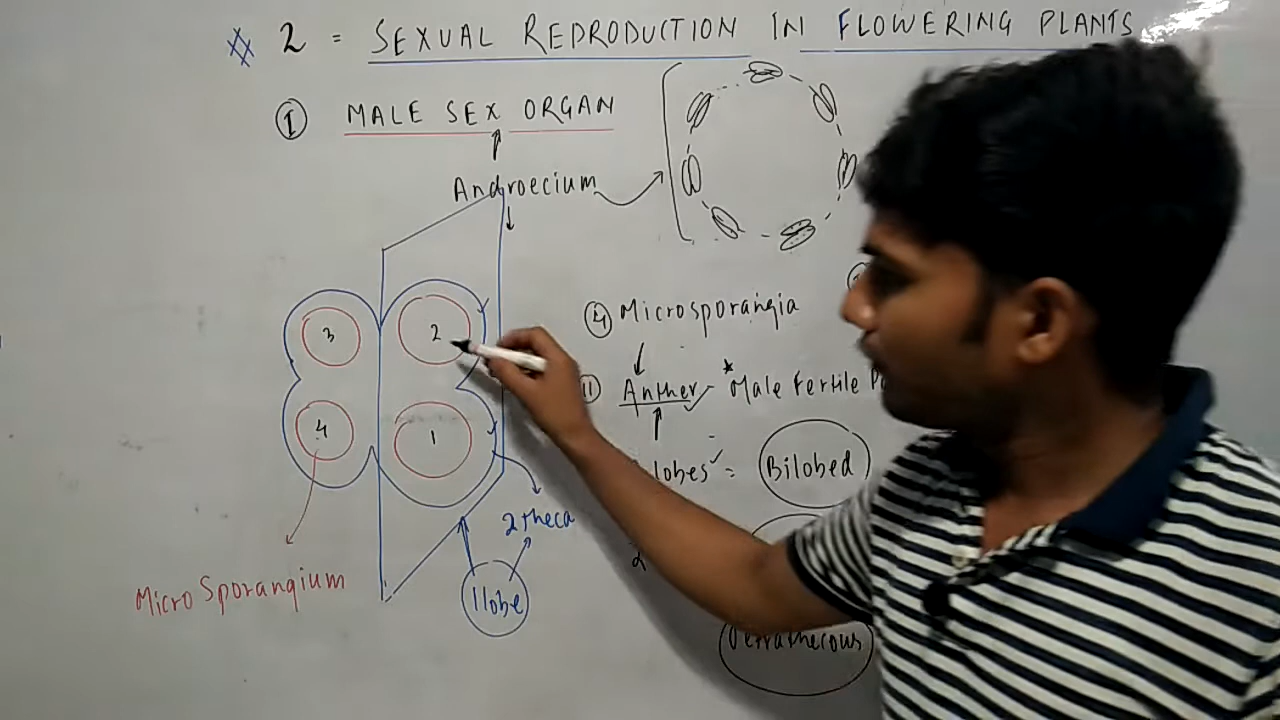 2 = SEXUAL REPRODUCTION IN FLOWERING PLANTS
I MALE SEX ORGAN
Androecium
4 Microsporangia
11 Anther - * Male Fertile
lobes = Bilobed
3
2
4
1
2 theca
1 lobe
Micro Sporangium